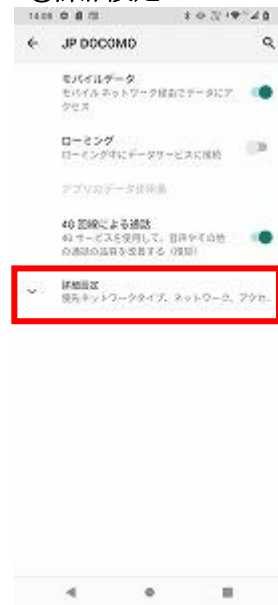 詳細設定
14:09
JP DOCOMO
モバイルデータ
モバイル ネットワーク経由でデータにア
クセス
ローミング
ローミング中にデータサービスに接続
アプリのデータ使用量
4G 回線による通話
4G サービスを使用して、音声やその他
の通話の品質を改善する（推奨）
詳細設定
優先ネットワークタイプ、ネットワーク、アクセ..